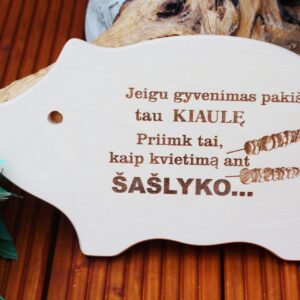 Jeigu gyvenimas pakiš
tau KIAULĘ
Priimk tai,
kaip kvietimą ant
ŠAŠLYKO...